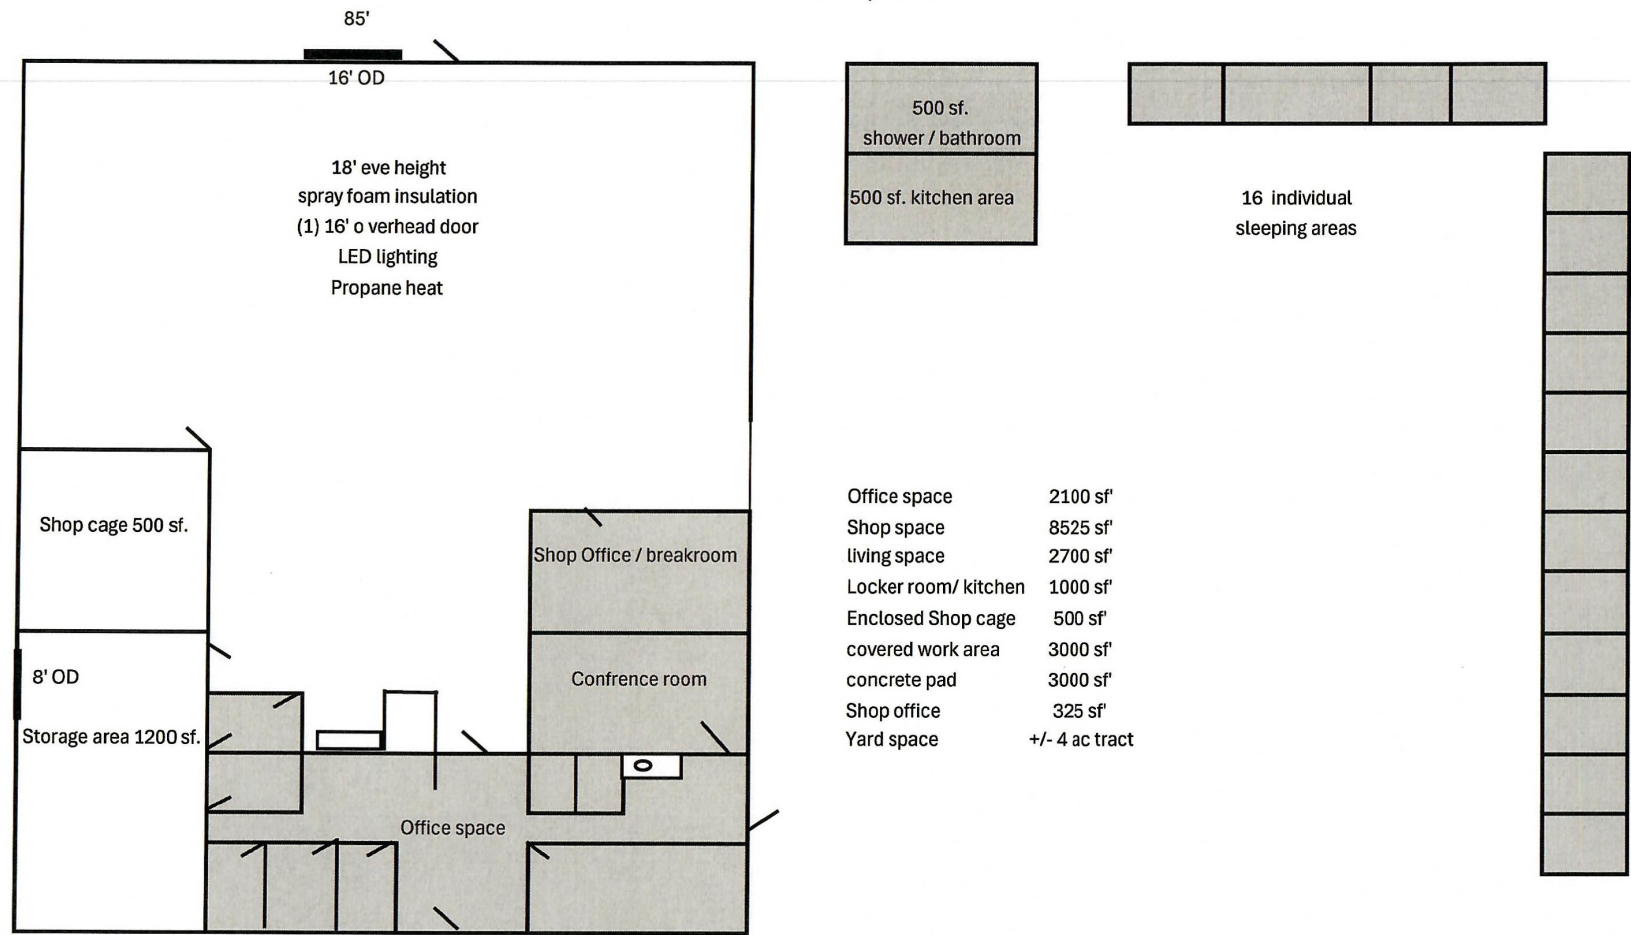 85'
16' OD
18' eve height
spray foam insulation
(1) 16' o verhead door
LED lighting
Propane heat
500 sf.
shower / bathroom
500 sf. kitchen area
16 individual
sleeping areas
Shop cage 500 sf.
Shop Office / breakroom
8' OD
Confrence room
Storage area 1200 sf.
Office space
Office space 2100 sf'
Shop space 8525 sf'
living space 2700 sf'
Locker room/ kitchen 1000 sf'
Enclosed Shop cage 500 sf'
covered work area 3000 sf'
concrete pad 3000 sf'
Shop office 325 sf'
Yard space +/- 4 ac tract